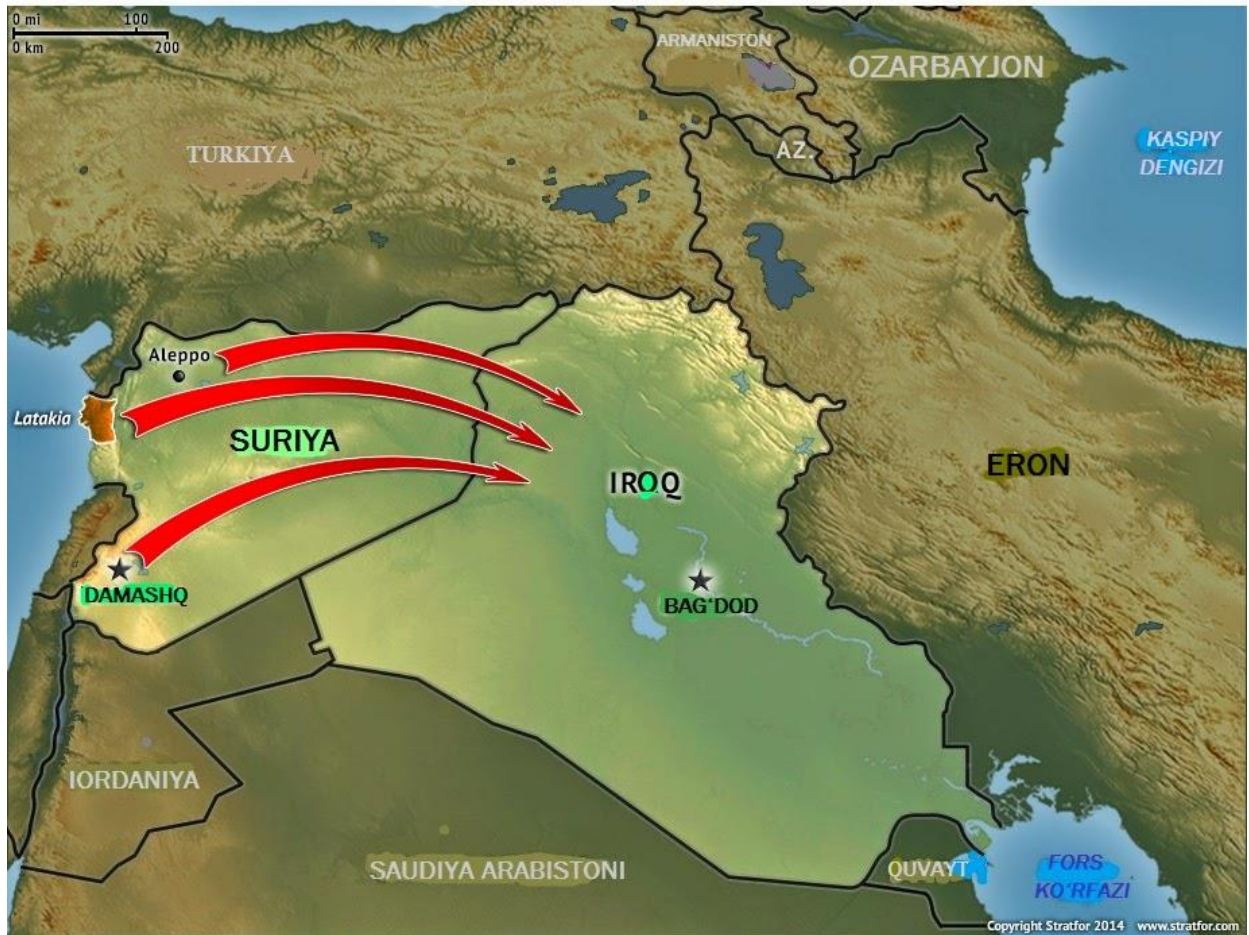 0 mi 100
0 km 200
ARMANISTON
OZARBAYJON
TURKIYA
AZ.
KASPIY
DENGIZI
Aleppo
Latakia
SURIYA
IROQ
ERON
DAMASHQ
BAG‘DOD
IORDANIYA
SAUDIYA ARABISTONI
QUVAYT
FORS
KO‘RFAZI
Copyright Stratfor 2014 www.stratfor.com